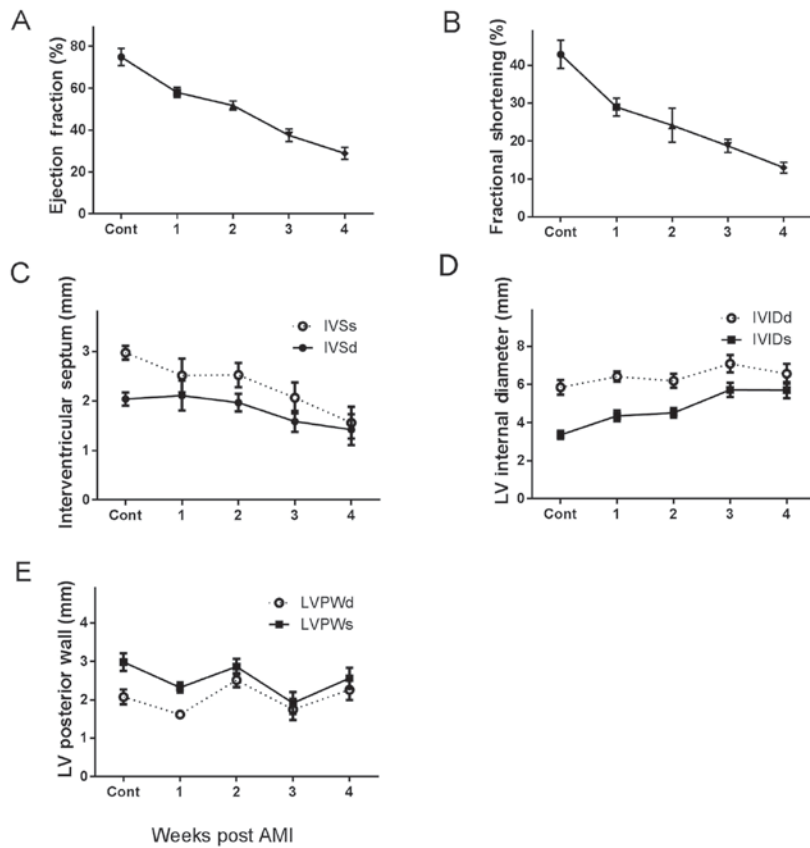 A
Ejection fraction (%)
80
60
40
20
0
Cont 1 2 3 4
B
Fractional shortening (%)
40
30
20
10
0
Cont 1 2 3 4
C
Interventricular septum (mm)
IVSs
IVSd
3
2
1
0
Cont 1 2 3 4
D
LV internal diameter (mm)
IVIDd
IVIDs
8
6
4
2
0
Cont 1 2 3 4
E
LV posterior wall (mm)
LVPWd
LVPWs
4
3
2
1
0
Cont 1 2 3 4
Weeks post AMI